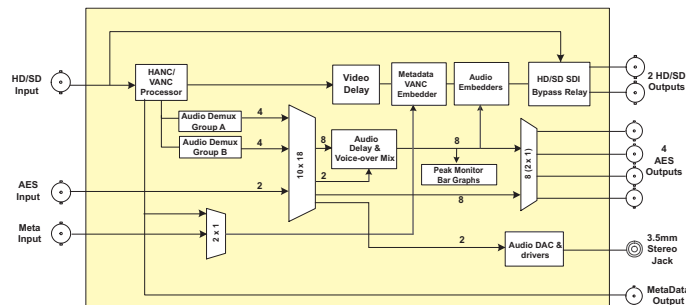 HD/SD
Input
HANC/
VANC
Processor
Video
Delay
Metadata
VANC
Embedder
Audio
Embedders
HD/SD SDI
Bypass Relay
2 HD/SD
Outputs
Audio Demux
Group A
4
Audio Demux
Group B
4
10 x 18
8
Audio
Delay &
Voice-over Mix
8
2
Peak Monitor
Bar Graphs
8 (2 x 1)
4
AES
Outputs
AES
Input
2
8
Meta
Input
2 x 1
2
Audio DAC &
drivers
3.5mm
Stereo
Jack
MetaData
Output